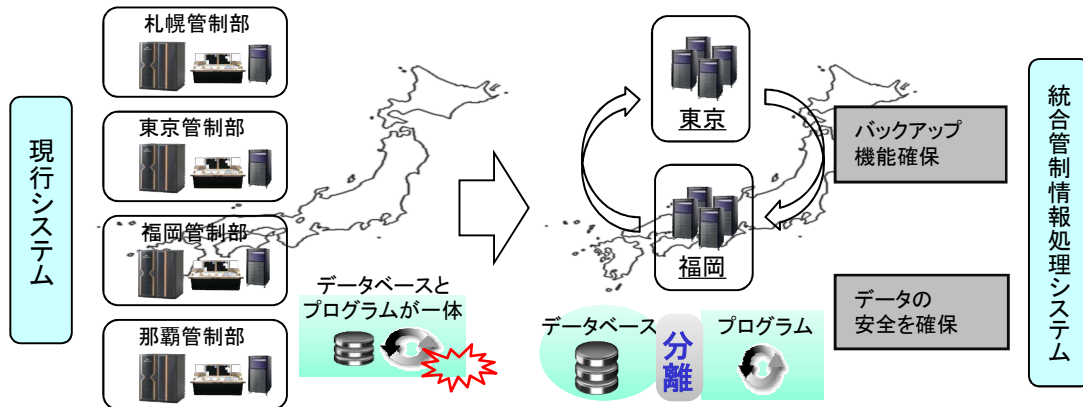 現行システム
札幌管制部
東京管制部
福岡管制部
那覇管制部
データベースと
プログラムが一体
東京
福岡
データベース
分離
プログラム
バックアップ
機能確保
データの
安全を確保
統合管制情報処理システム